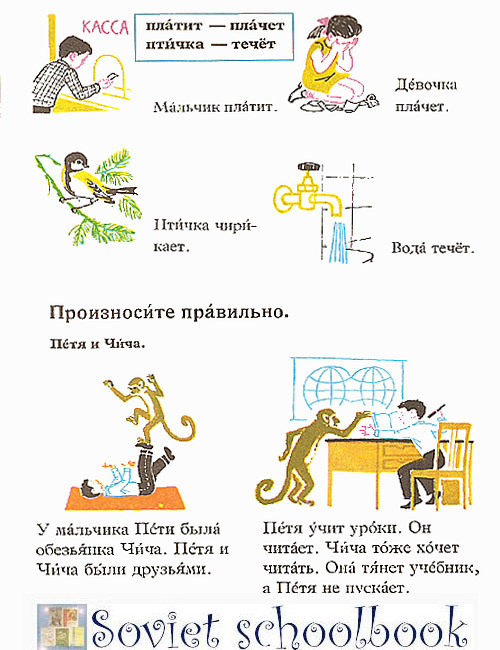 КАССА
пла́тит — пла́чет
пти́чка — течёт
Ма́льчик пла́тит.
Де́вочка
пла́чет.
Пти́чка чири́-
кает.
Вода́ течёт.
Произноси́те пра́вильно.
Пе́тя и Чи́ча.
У ма́льчика Пе́ти была́
обезья́нка Чи́ча. Пе́тя и
Чи́ча бы́ли друзья́ми.
Пе́тя у́чит уро́ки. Он
чита́ет. Чи́ча то́же хо́чет
чита́ть. Она́ тя́нет уче́бник,
а Пе́тя не пуска́ет.
Soviet schoolbook